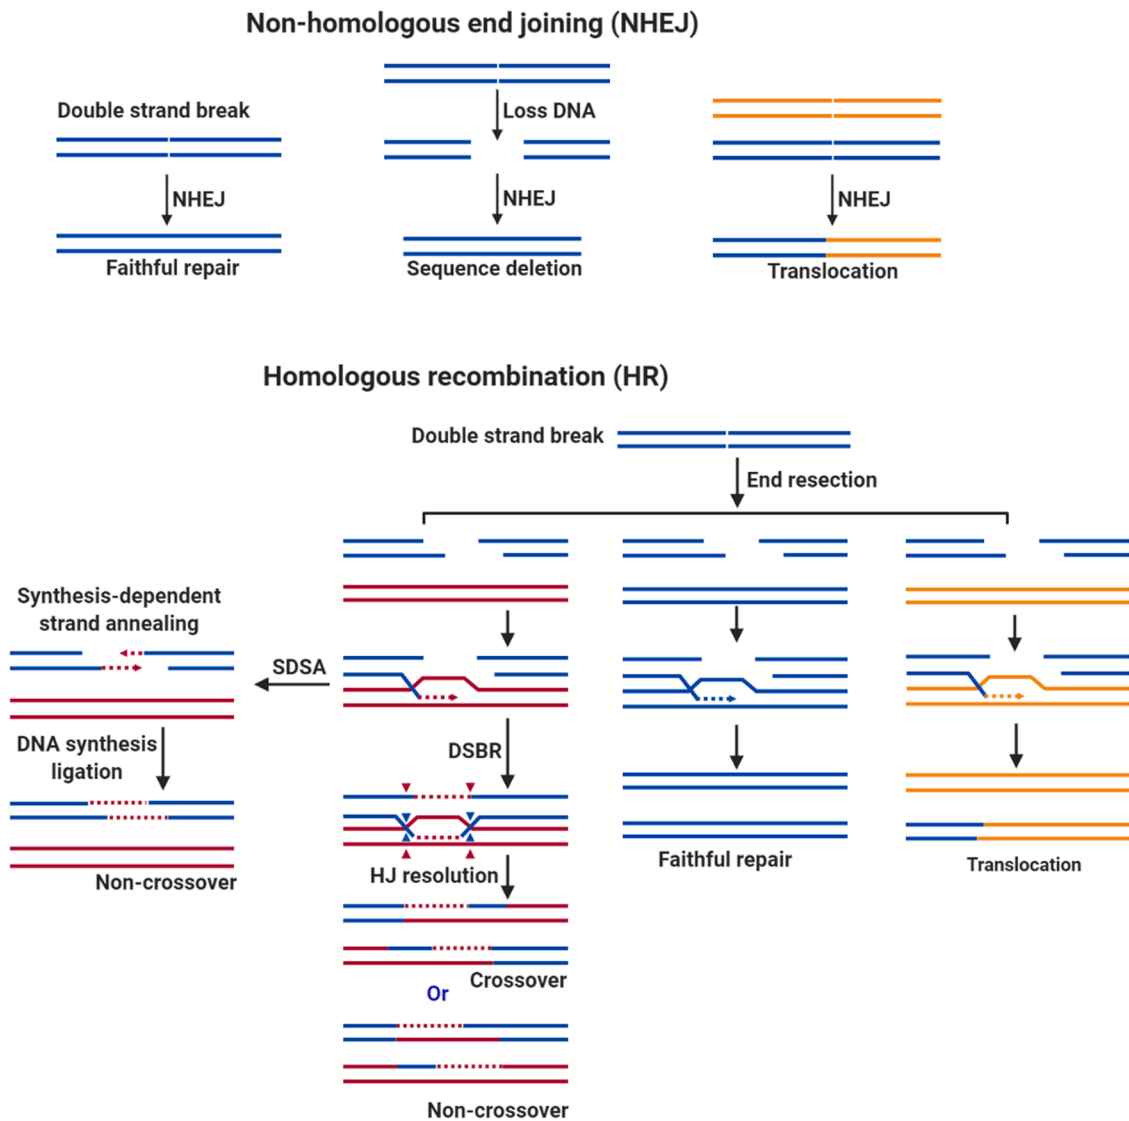 Non-homologous end joining (NHEJ)
Double strand break
NHEJ
Faithful repair
Loss DNA
NHEJ
Sequence deletion
NHEJ
Translocation
Homologous recombination (HR)
Double strand break
End resection
Synthesis-dependent
strand annealing
SDSA
DNA synthesis
ligation
Non-crossover
DSBR
HJ resolution
Crossover
Or
Non-crossover
Faithful repair
Translocation